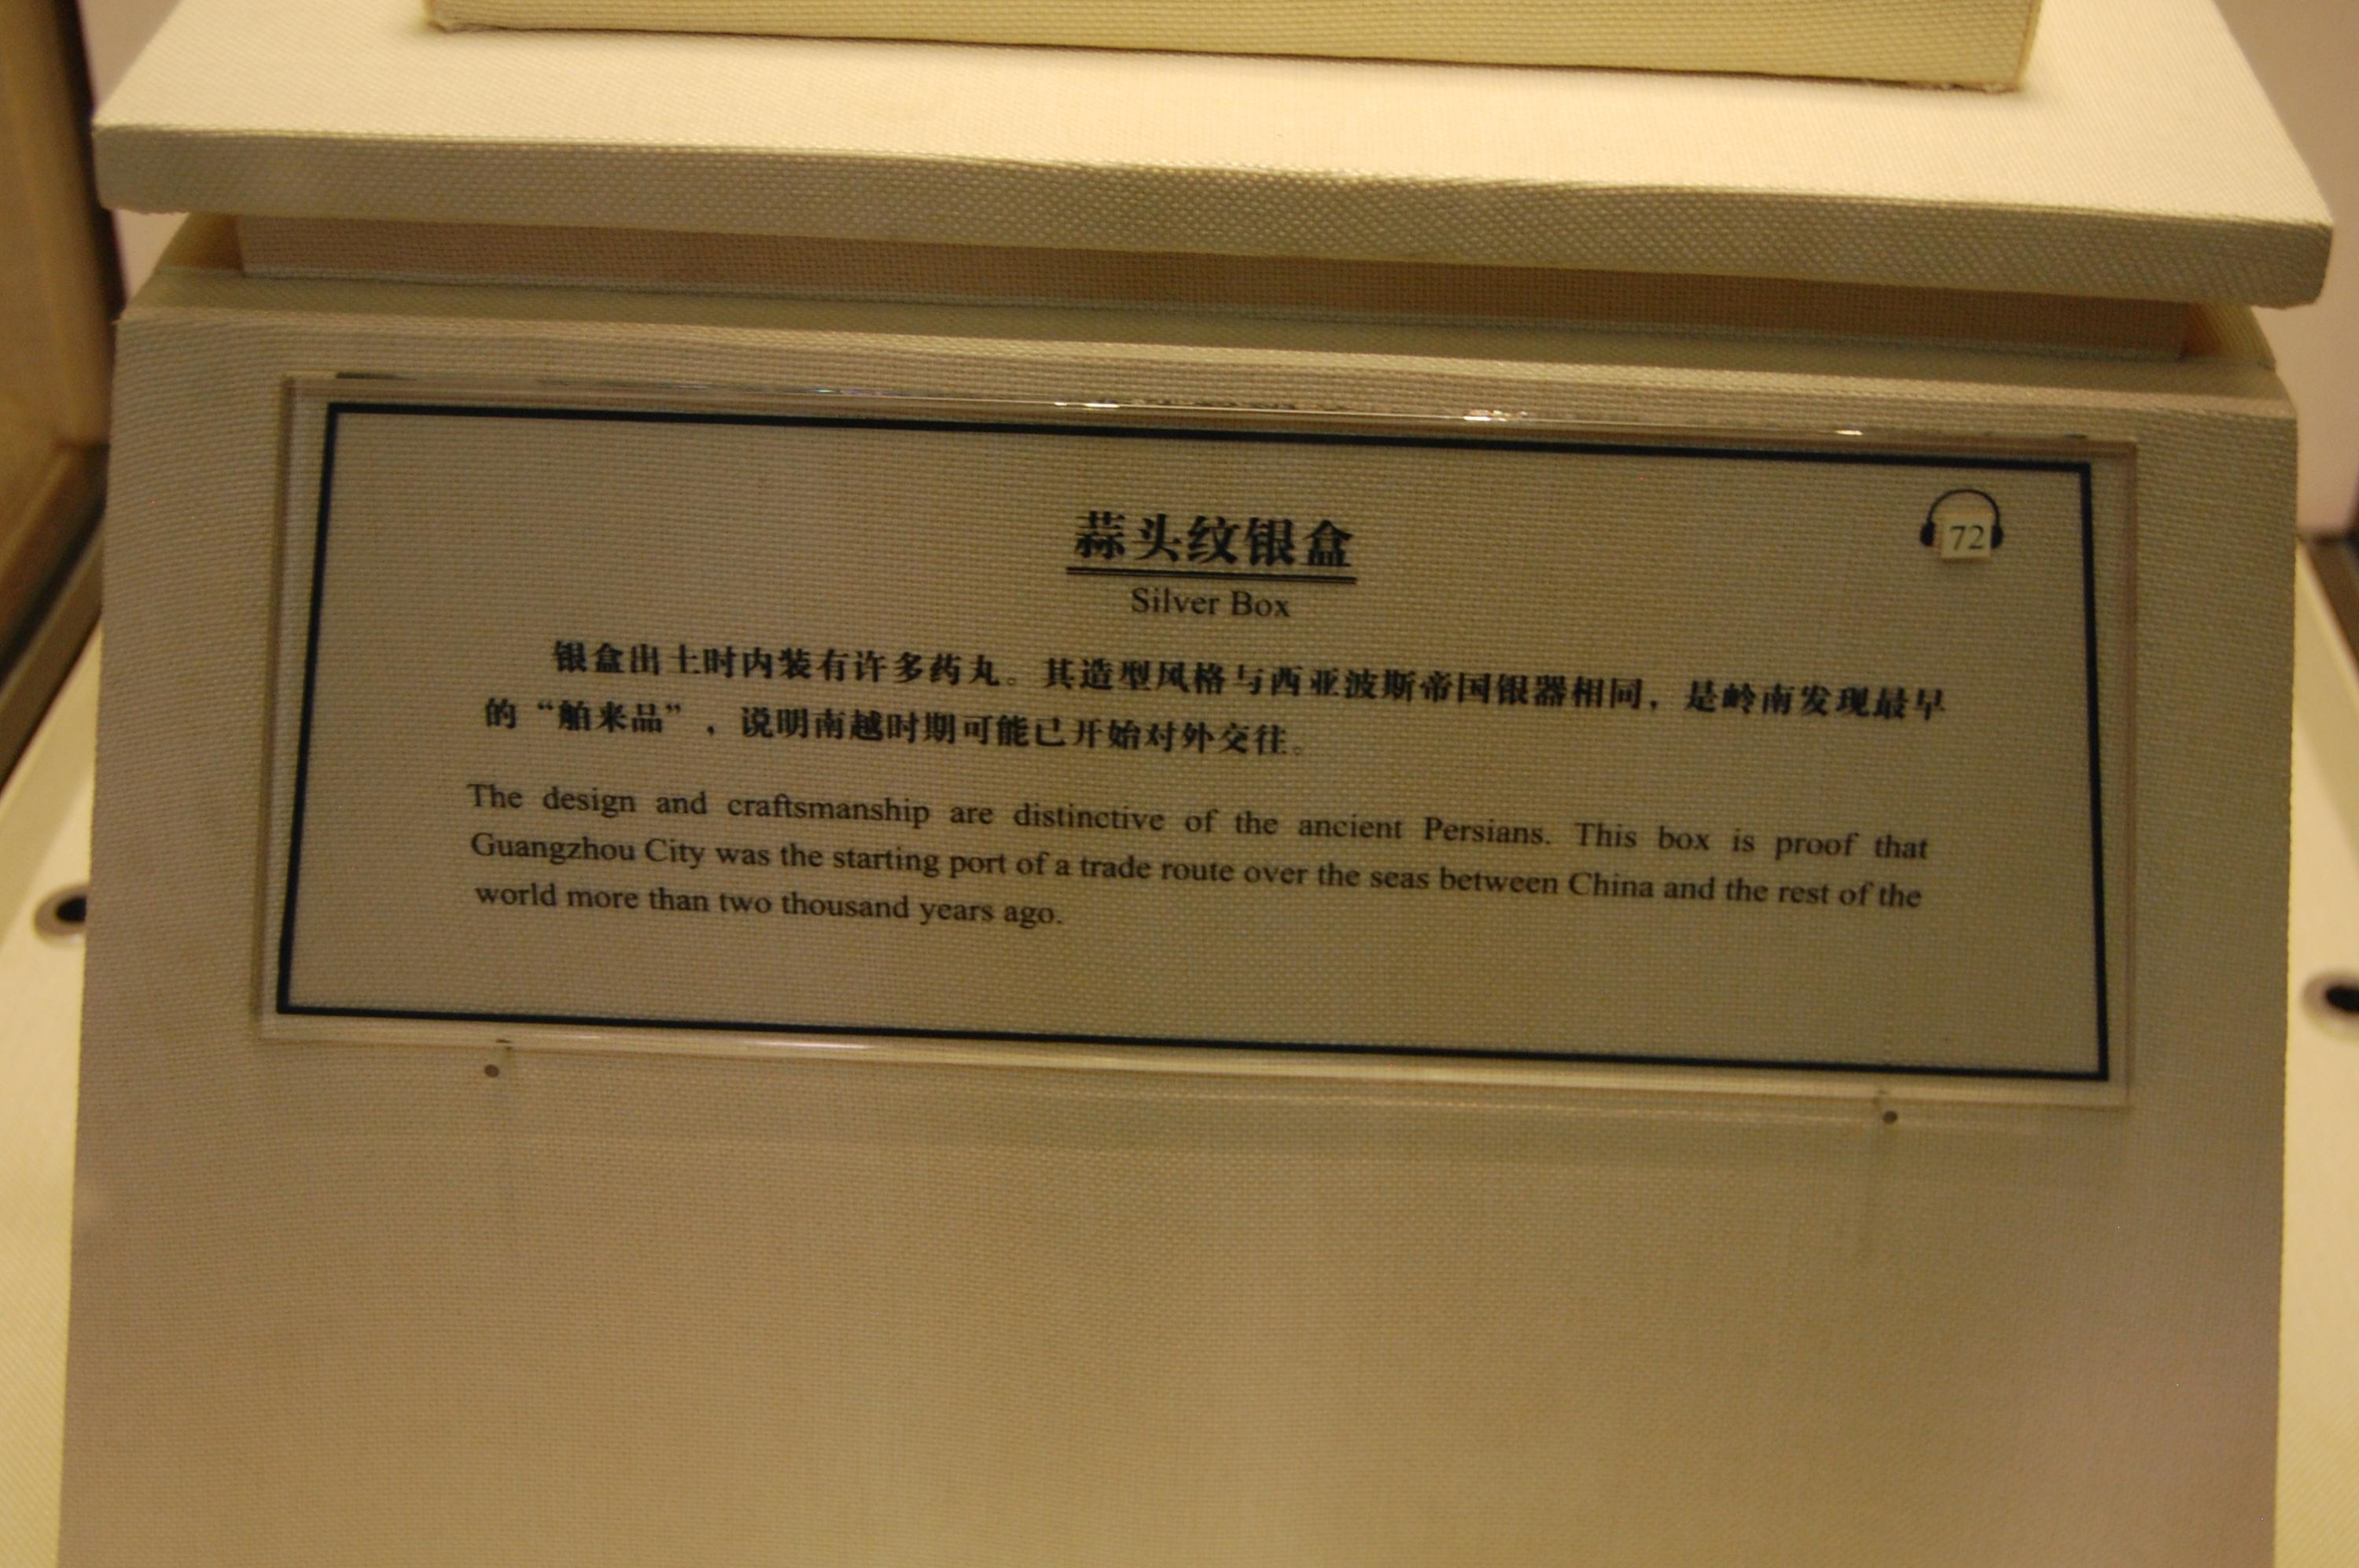 蒜头纹银盒
72
Silver Box
银盒出土时内装有许多药丸。其造型风格与西亚波斯帝国银器相同，是岭南发现最早
的“舶来品”，说明南越时期可能已开始对外交往。
The design and craftsmanship are distinctive of the ancient Persians. This box is proof that
Guangzhou City was the starting port of a trade route over the seas between China and the rest of the
world more than two thousand years ago.